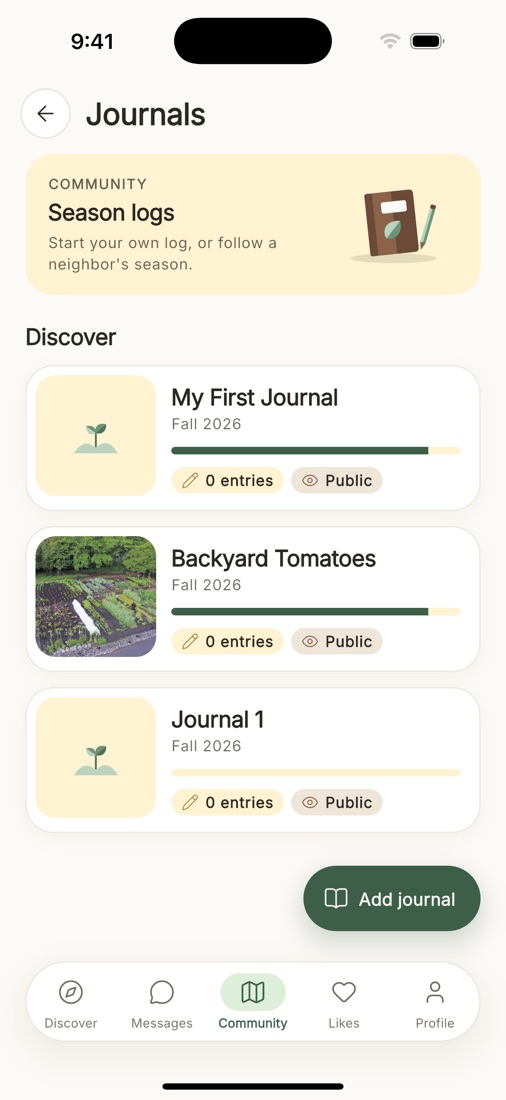 9:41
Journals
COMMUNITY
Season logs
Start your own log, or follow a
neighbor's season.
Discover
My First Journal
Fall 2026
0 entries
Public
Backyard Tomatoes
Fall 2026
0 entries
Public
Journal 1
Fall 2026
0 entries
Public
Add journal
Discover
Messages
Community
Likes
Profile